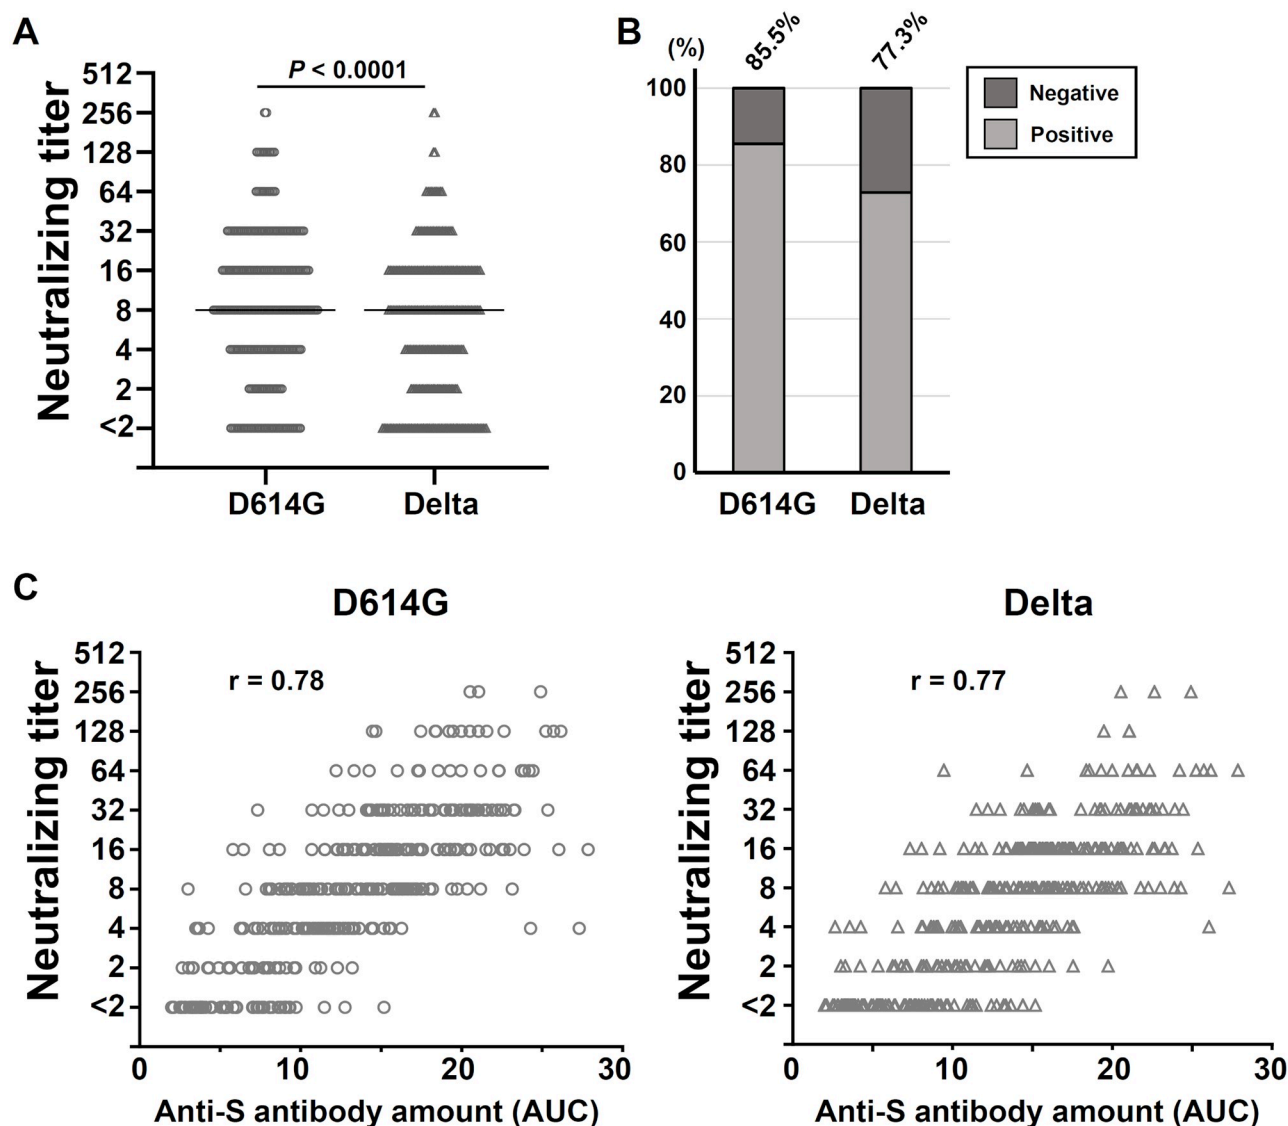 A
Neutralizing titer
512
256
128
64
32
16
8
4
2
<2
P < 0.0001
D614G
Delta
B
(%)
85.5%
77.3%
100
80
60
40
20
0
D614G
Delta
Negative
Positive
C
D614G
Neutralizing titer
512
256
128
64
32
16
8
4
2
<2
r = 0.78
0
10
20
30
Anti-S antibody amount (AUC)
Delta
Neutralizing titer
512
256
128
64
32
16
8
4
2
<2
r = 0.77
0
10
20
30
Anti-S antibody amount (AUC)